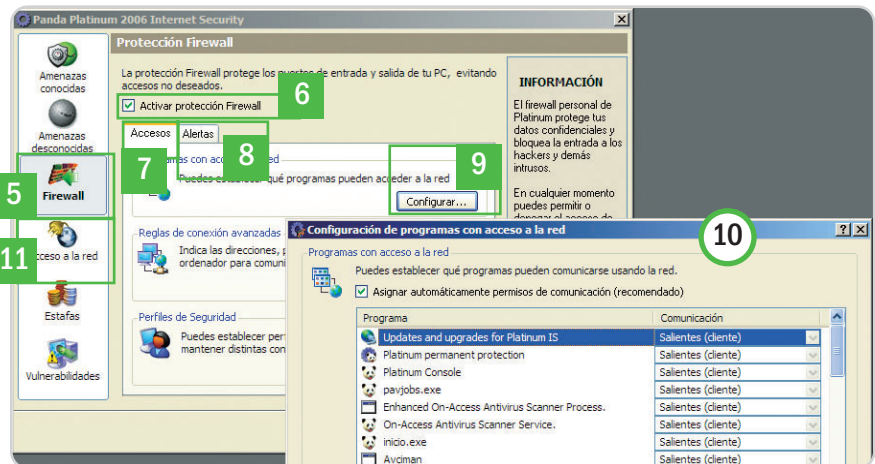 Panda Platinum 2006 Internet Security
Protección Firewall
Amenazas
conocidas
Amenazas
desconocidas
5
Firewall
11
cceso a la red
Estafas
Vulnerabilidades
La protección Firewall protege los puertos de entrada y salida de tu PC, evitando
accesos no deseados.
Activar protección Firewall
6
Accesos
Alertas
7
8
9
Puedes establecer qué programas pueden acceder a la red
Configurar...
Reglas de conexión avanzadas
Indica las direcciones,
ordenador para
Perfiles de Seguridad
Puedes establecer
mantener distintas
INFORMACIÓN
El firewall personal de
Platinum protege tus
datos confidenciales y
bloquea la entrada a los
hackers y demás
intrusos.
En cualquier momento
puedes permitir o
denegar el acceso de
10
Configuración de programas con acceso a la red
Programas con acceso a la red
Puedes establecer qué programas pueden comunicarse usando la red.
Asignar automáticamente permisos de comunicación (recomendado)
Programa Comunicación
Updates and upgrades for Platinum IS Salientes (cliente)
Platinum permanent protection Salientes (cliente)
Platinum Console Salientes (cliente)
pavjobs.exe Salientes (cliente)
Enhanced On-Access Antivirus Scanner Process. Salientes (cliente)
On-Access Antivirus Scanner Service. Salientes (cliente)
inicio.exe Salientes (cliente)
Avciman Salientes (cliente)